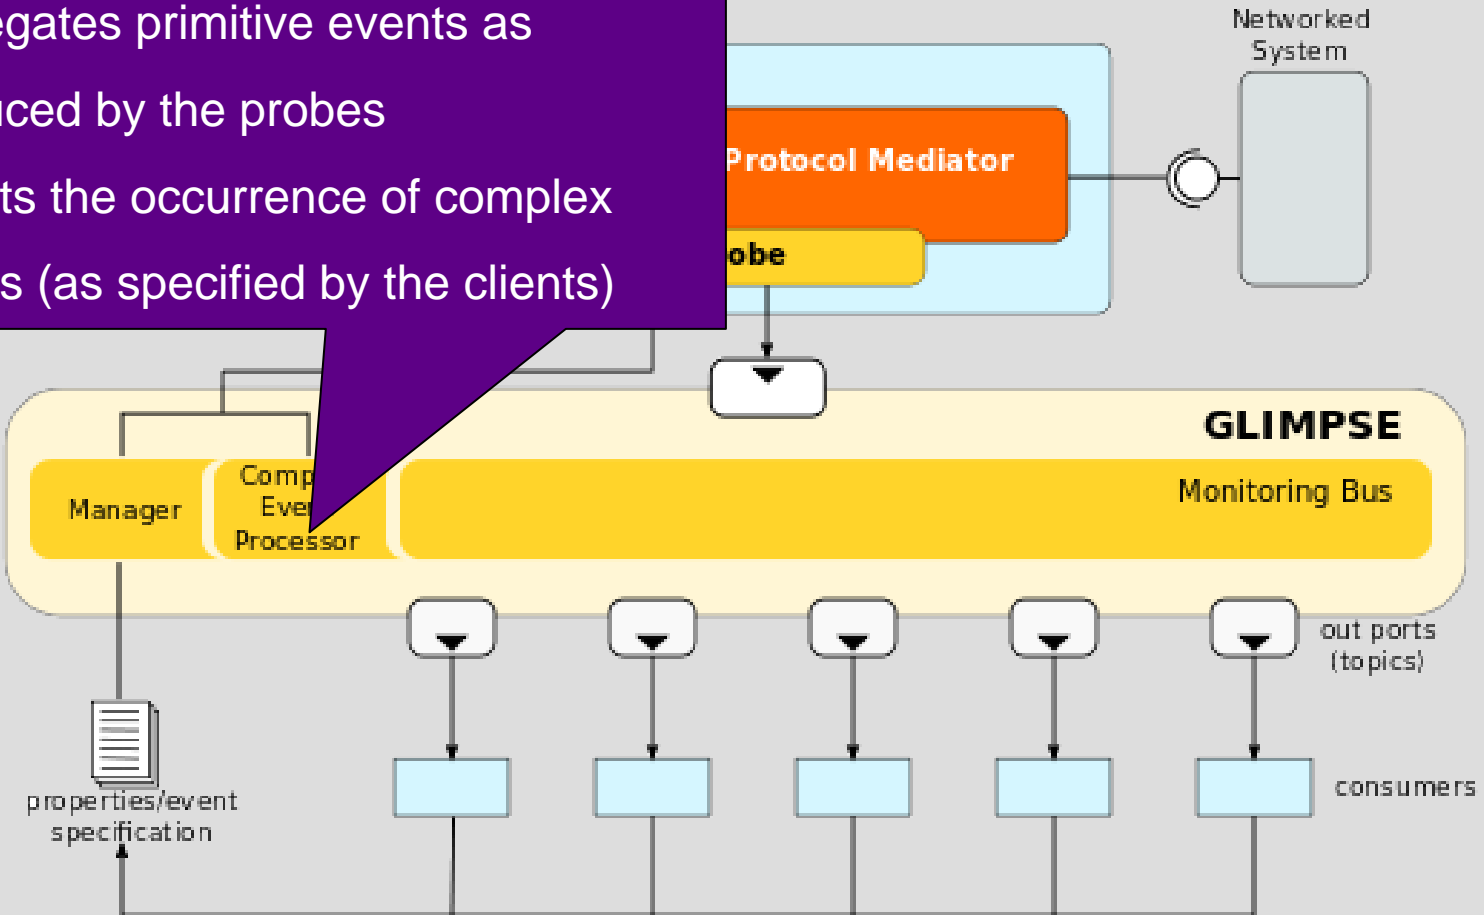 egates primitive events as
uced by the probes
ts the occurrence of complex
s (as specified by the clients)
Networked
System
Protocol Mediator
obe
GLIMPSE
Monitoring Bus
Manager
Comp
Eve
Processor
out ports
(topics)
properties/event
specification
consumers